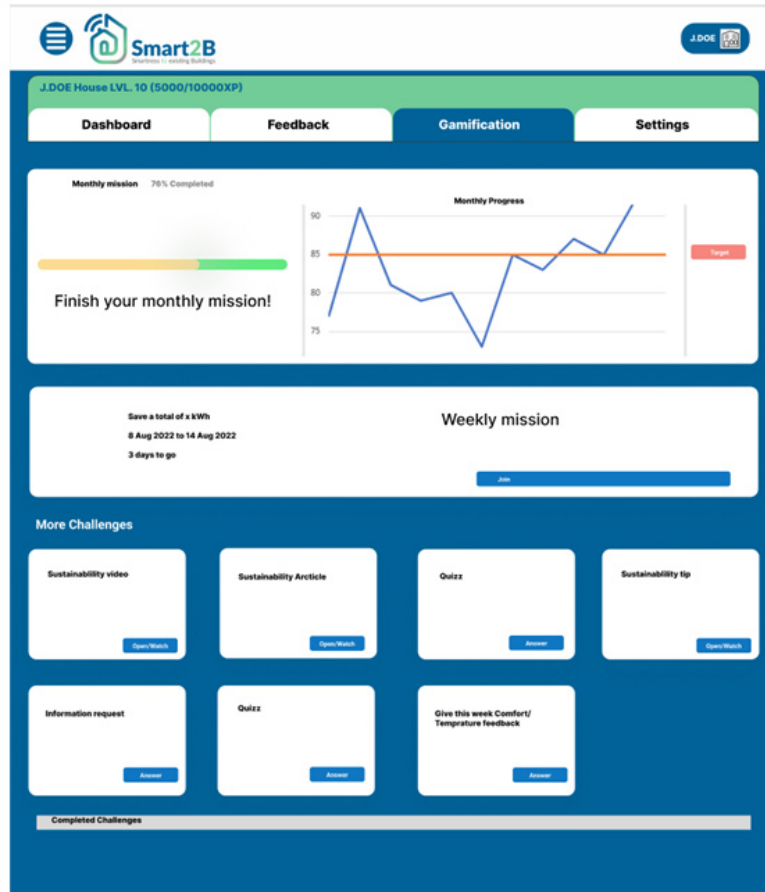 Smart2B
Smartness to existing Buildings
J.DOE
J.DOE House LVL. 10 (5000/10000XP)
Dashboard
Feedback
Gamification
Settings
Monthly mission 76% Completed
Finish your monthly mission!
Monthly Progress
90
85
80
75
Target
Save a total of x kWh
8 Aug 2022 to 14 Aug 2022
3 days to go
Weekly mission
Join
More Challenges
Sustainablility video
Open/Watch
Sustainability Arcticle
Open/Watch
Quizz
Answer
Sustainablility tip
Open/Watch
Information request
Answer
Quizz
Answer
Give this week Comfort/
Temprature feedback
Answer
Completed Challenges